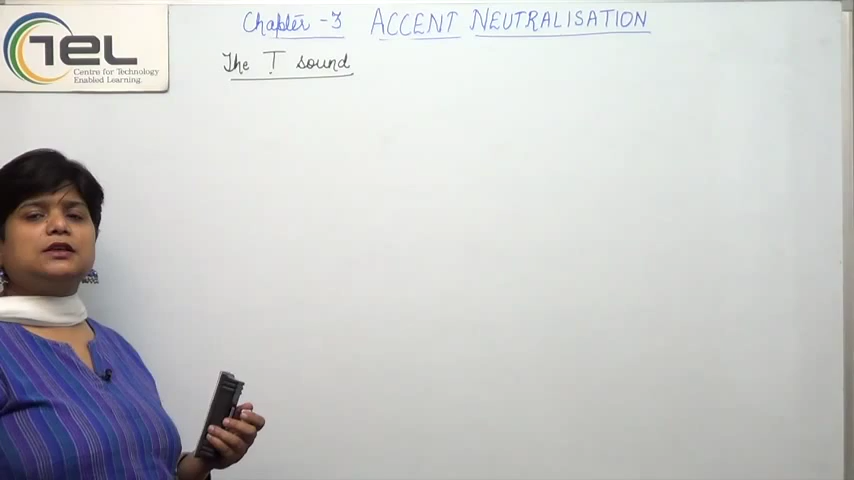 Chapter - 3 ACCENT NEUTRALISATION
The T sound
TEL
Centre for Technology
Enabled Learning.